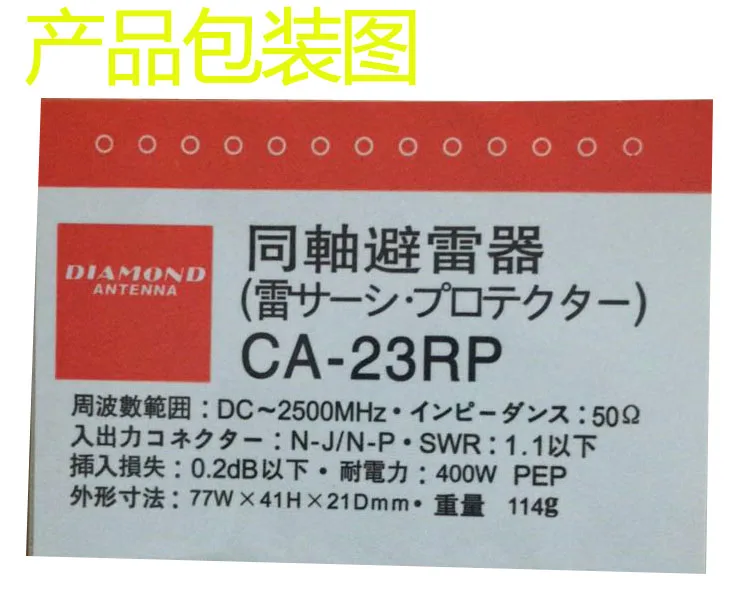 产品包装图
DIAMOND
ANTENNA
同軸避雷器
(雷サーシ・プロテクター)
CA-23RP
周波數範囲：DC～2500MHz・インピーダンス：50Ω
入出力コネクター：N-J/N-P・SWR：1.1以下
挿入損失：0.2dB以下・耐電力：400W PEP
外形寸法：77W×41H×21Dmm・重量 114g